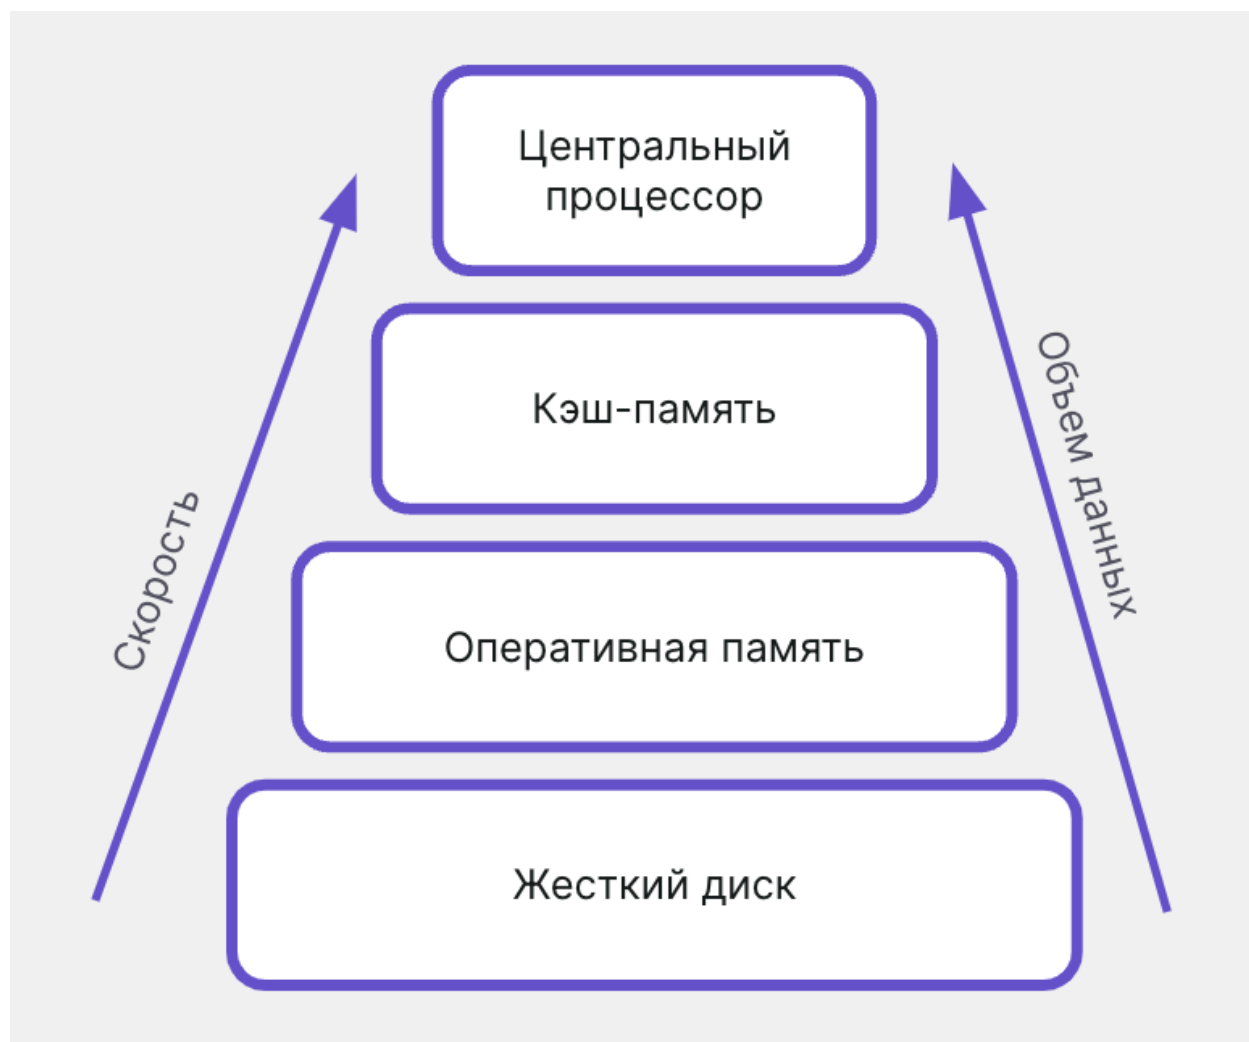 Центральный
процессор
Кэш-память
Объем данных
Скорость
Оперативная память
Жесткий диск